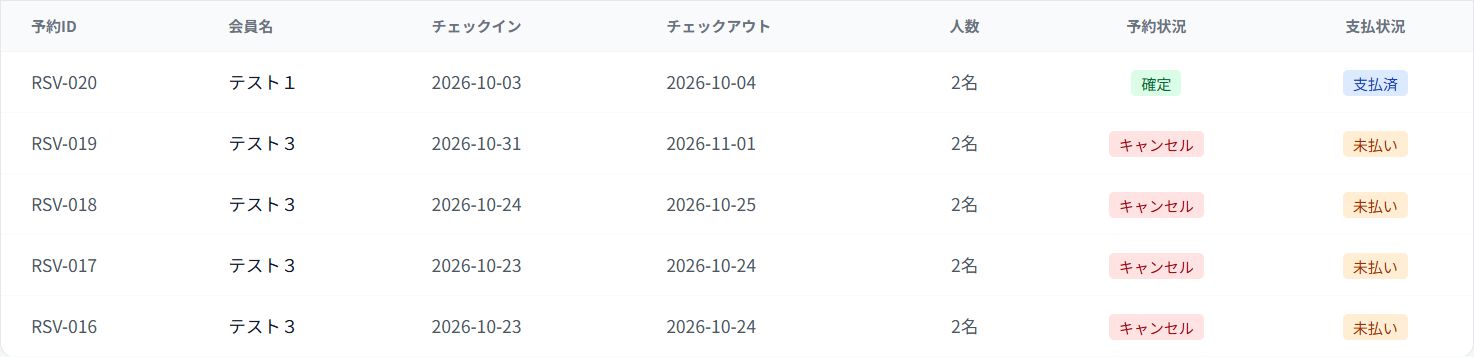 予約ID 会員名 チェックイン チェックアウト 人数 予約状況 支払状況
RSV-020 テスト１ 2026-10-03 2026-10-04 2名 確定 支払済
RSV-019 テスト３ 2026-10-31 2026-11-01 2名 キャンセル 未払い
RSV-018 テスト３ 2026-10-24 2026-10-25 2名 キャンセル 未払い
RSV-017 テスト３ 2026-10-23 2026-10-24 2名 キャンセル 未払い
RSV-016 テスト３ 2026-10-23 2026-10-24 2名 キャンセル 未払い